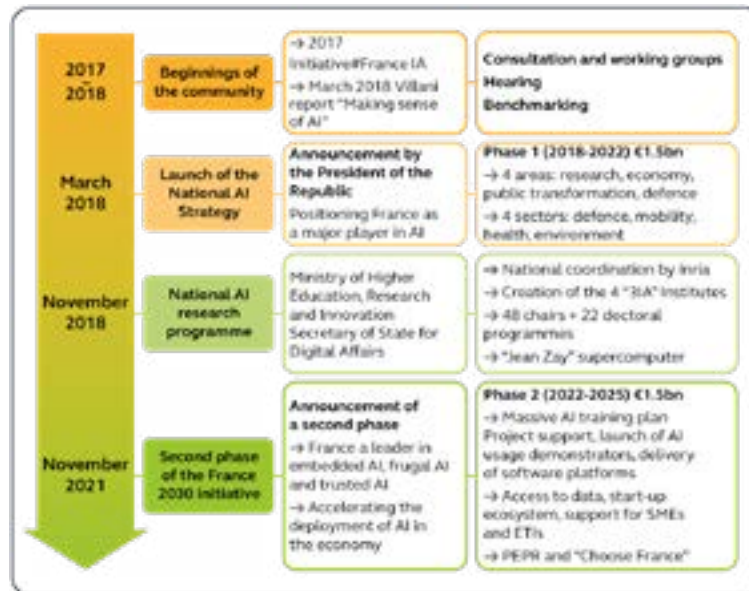 2017
–
2018
Beginnings of
the community
→ 2017
Initiative#France IA
→ March 2018 Villani
report "Making sense
of AI"
Consultation and working groups
Hearing
Benchmarking
March
2018
Launch of the
National AI
Strategy
Announcement by
the President of the
Republic
Positioning France as
a major player in AI
Phase 1 (2018-2022) €1.5bn
→ 4 areas: research, economy,
public transformation, defence
→ 4 sectors: defence, mobility,
health, environment
November
2018
National AI
research
programme
Ministry of Higher
Education, Research
and Innovation
Secretary of State for
Digital Affairs
→ National coordination by Inria
→ Creation of the 4 "3IA" Institutes
→ 48 chairs + 22 doctoral
programmes
→ "Jean Zay" supercomputer
November
2021
Second phase
of the France
2030 initiative
Announcement of
a second phase
→ France a leader in
embedded AI, frugal AI
and trusted AI
→ Accelerating the
deployment of AI in
the economy
Phase 2 (2022-2025) €1.5bn
→ Massive AI training plan
Project support, launch of AI
usage demonstrators, delivery
of software platforms
→ Access to data, start-up
ecosystem, support for SMEs
and ETIs
→ PEPR and "Choose France"